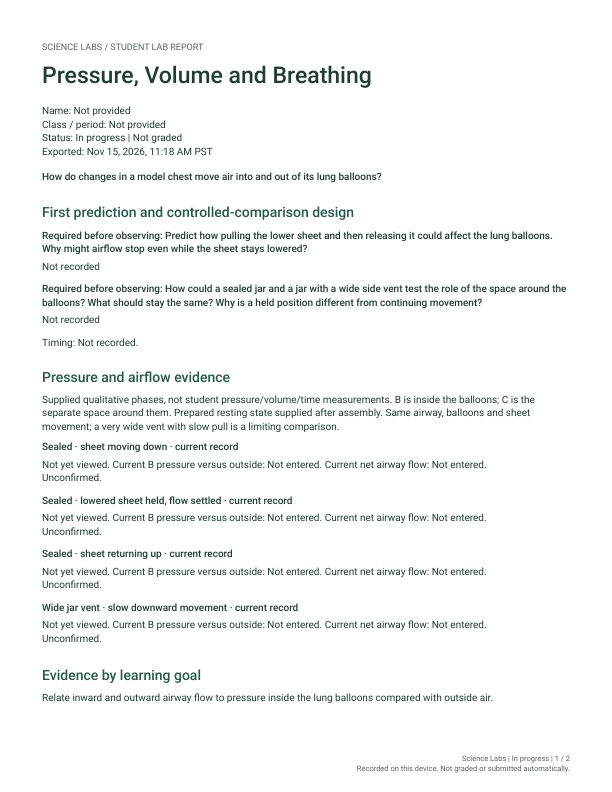 SCIENCE LABS / STUDENT LAB REPORT
Pressure, Volume and Breathing
Name: Not provided
Class / period: Not provided
Status: In progress | Not graded
Exported: Nov 15, 2026, 11:18 AM PST
How do changes in a model chest move air into and out of its lung balloons?
First prediction and controlled-comparison design
Required before observing: Predict how pulling the lower sheet and then releasing it could affect the lung balloons.
Why might airflow stop even while the sheet stays lowered?
Not recorded
Required before observing: How could a sealed jar and a jar with a wide side vent test the role of the space around the
balloons? What should stay the same? Why is a held position different from continuing movement?
Not recorded
Timing: Not recorded.
Pressure and airflow evidence
Supplied qualitative phases, not student pressure/volume/time measurements. B is inside the balloons; C is the
separate space around them. Prepared resting state supplied after assembly. Same airway, balloons and sheet
movement; a very wide vent with slow pull is a limiting comparison.
Sealed · sheet moving down · current record
Not yet viewed. Current B pressure versus outside: Not entered. Current net airway flow: Not entered.
Unconfirmed.
Sealed · lowered sheet held, flow settled · current record
Not yet viewed. Current B pressure versus outside: Not entered. Current net airway flow: Not entered.
Unconfirmed.
Sealed · sheet returning up · current record
Not yet viewed. Current B pressure versus outside: Not entered. Current net airway flow: Not entered.
Unconfirmed.
Wide jar vent · slow downward movement · current record
Not yet viewed. Current B pressure versus outside: Not entered. Current net airway flow: Not entered.
Unconfirmed.
Evidence by learning goal
Relate inward and outward airway flow to pressure inside the lung balloons compared with outside air.
Science Labs | In progress | 1 / 2
Recorded on this device. Not graded or submitted automatically.